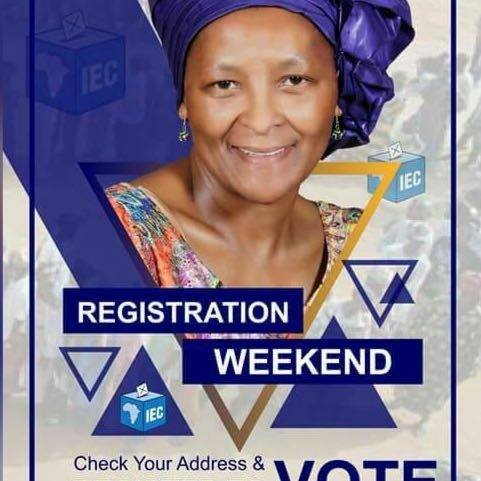 IEC
IEC
REGISTRATION
WEEKEND
IEC
Check Your Address &
VOTE